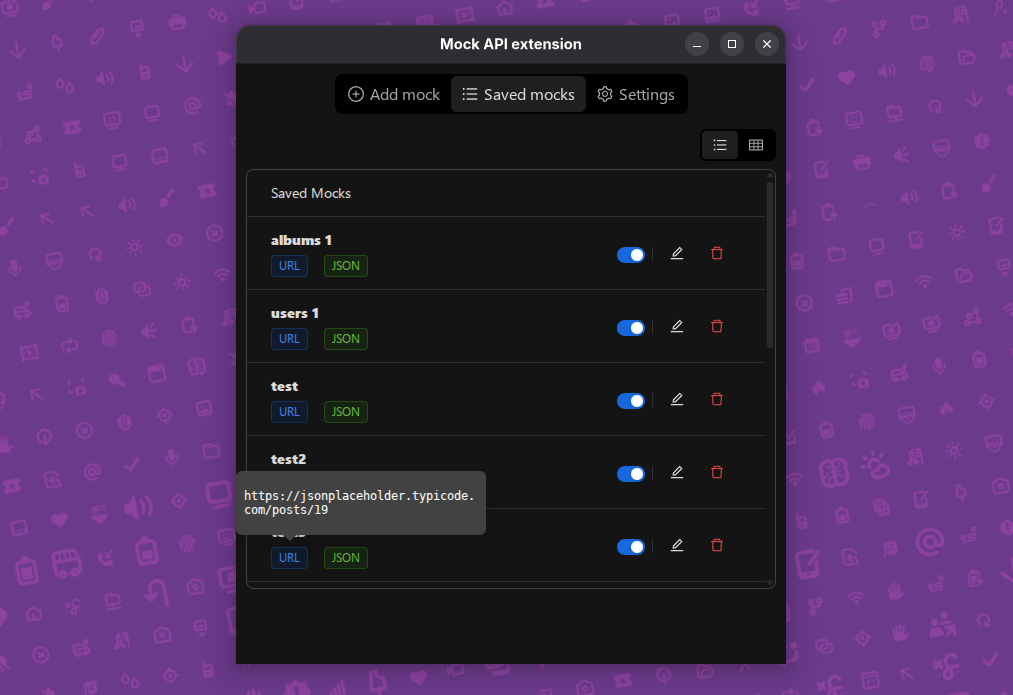 Mock API extension
Add mock
Saved mocks
Settings
Saved Mocks
albums 1
URL
JSON
users 1
URL
JSON
test
URL
JSON
test2
https://jsonplaceholder.typicode.
com/posts/19
URL
JSON